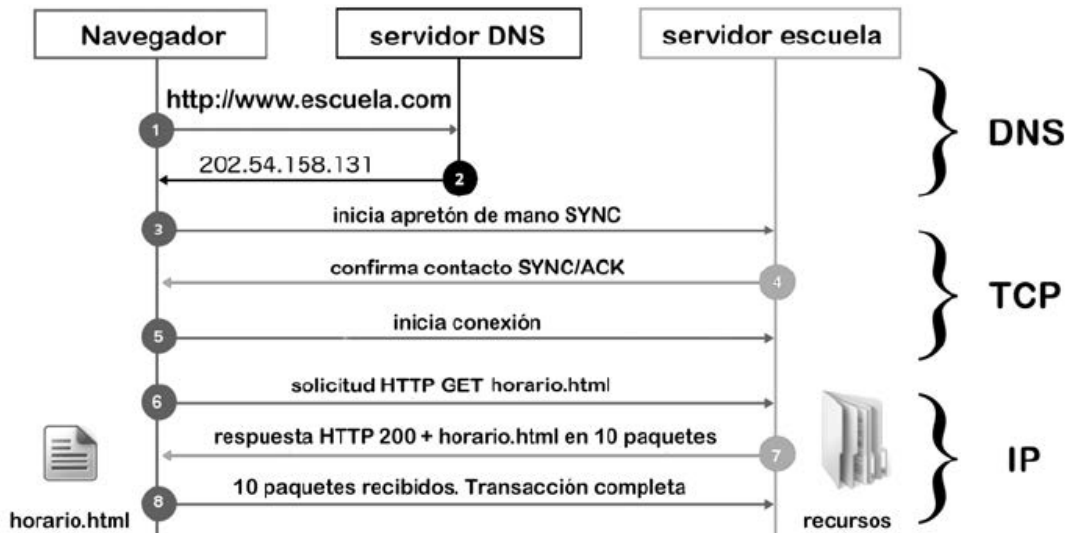 Navegador
servidor DNS
servidor escuela
http://www.escuela.com
1
DNS
202.54.158.131
2
inicia apretón de mano SYNC
3
confirma contacto SYNC/ACK
4
TCP
inicia conexión
5
solicitud HTTP GET horario.html
6
respuesta HTTP 200 + horario.html en 10 paquetes
7
IP
10 paquetes recibidos. Transacción completa
8
horario.html
recursos